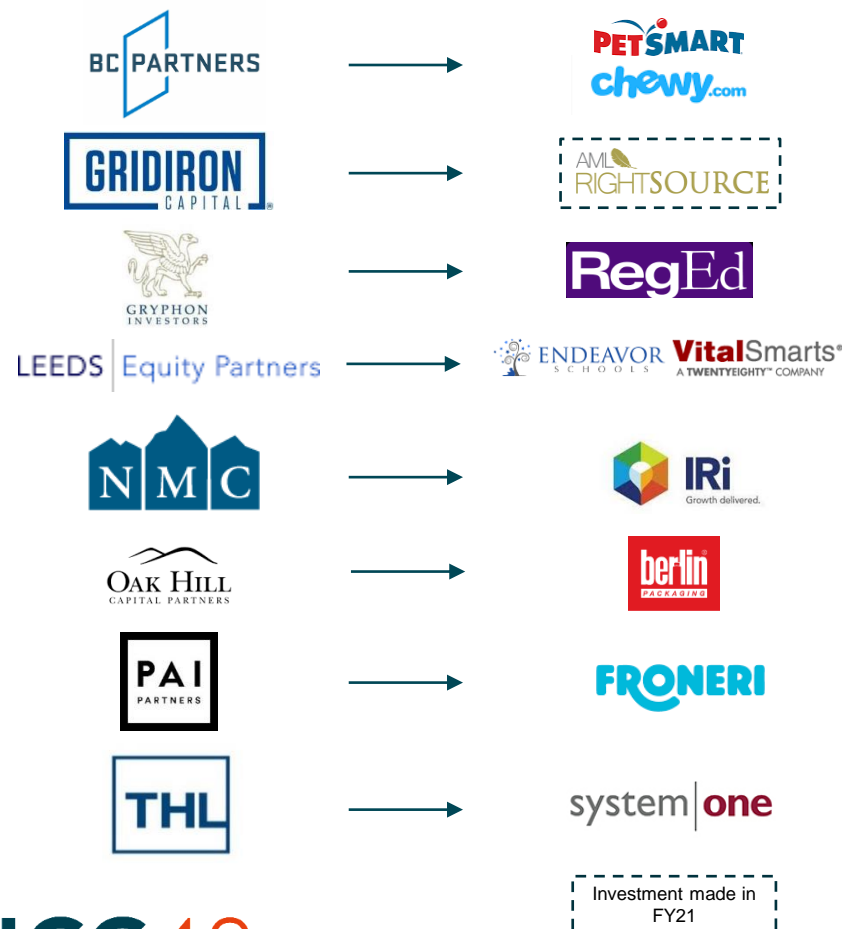 BC PARTNERS
PETSMART
chewy.com
GRIDIRON
CAPITAL
AML
RIGHTSOURCE
GRYPHON
INVESTORS
RegEd
LEEDS Equity Partners
ENDEAVOR
SCHOOLS
VitalSmarts®
A TWENTYEIGHTY™ COMPANY
NMC
IRi
Growth delivered.
OAK HILL
CAPITAL PARTNERS
berlin
PACKAGING
PAI
PARTNERS
FRONERI
THL
system one
Investment made in
FY21